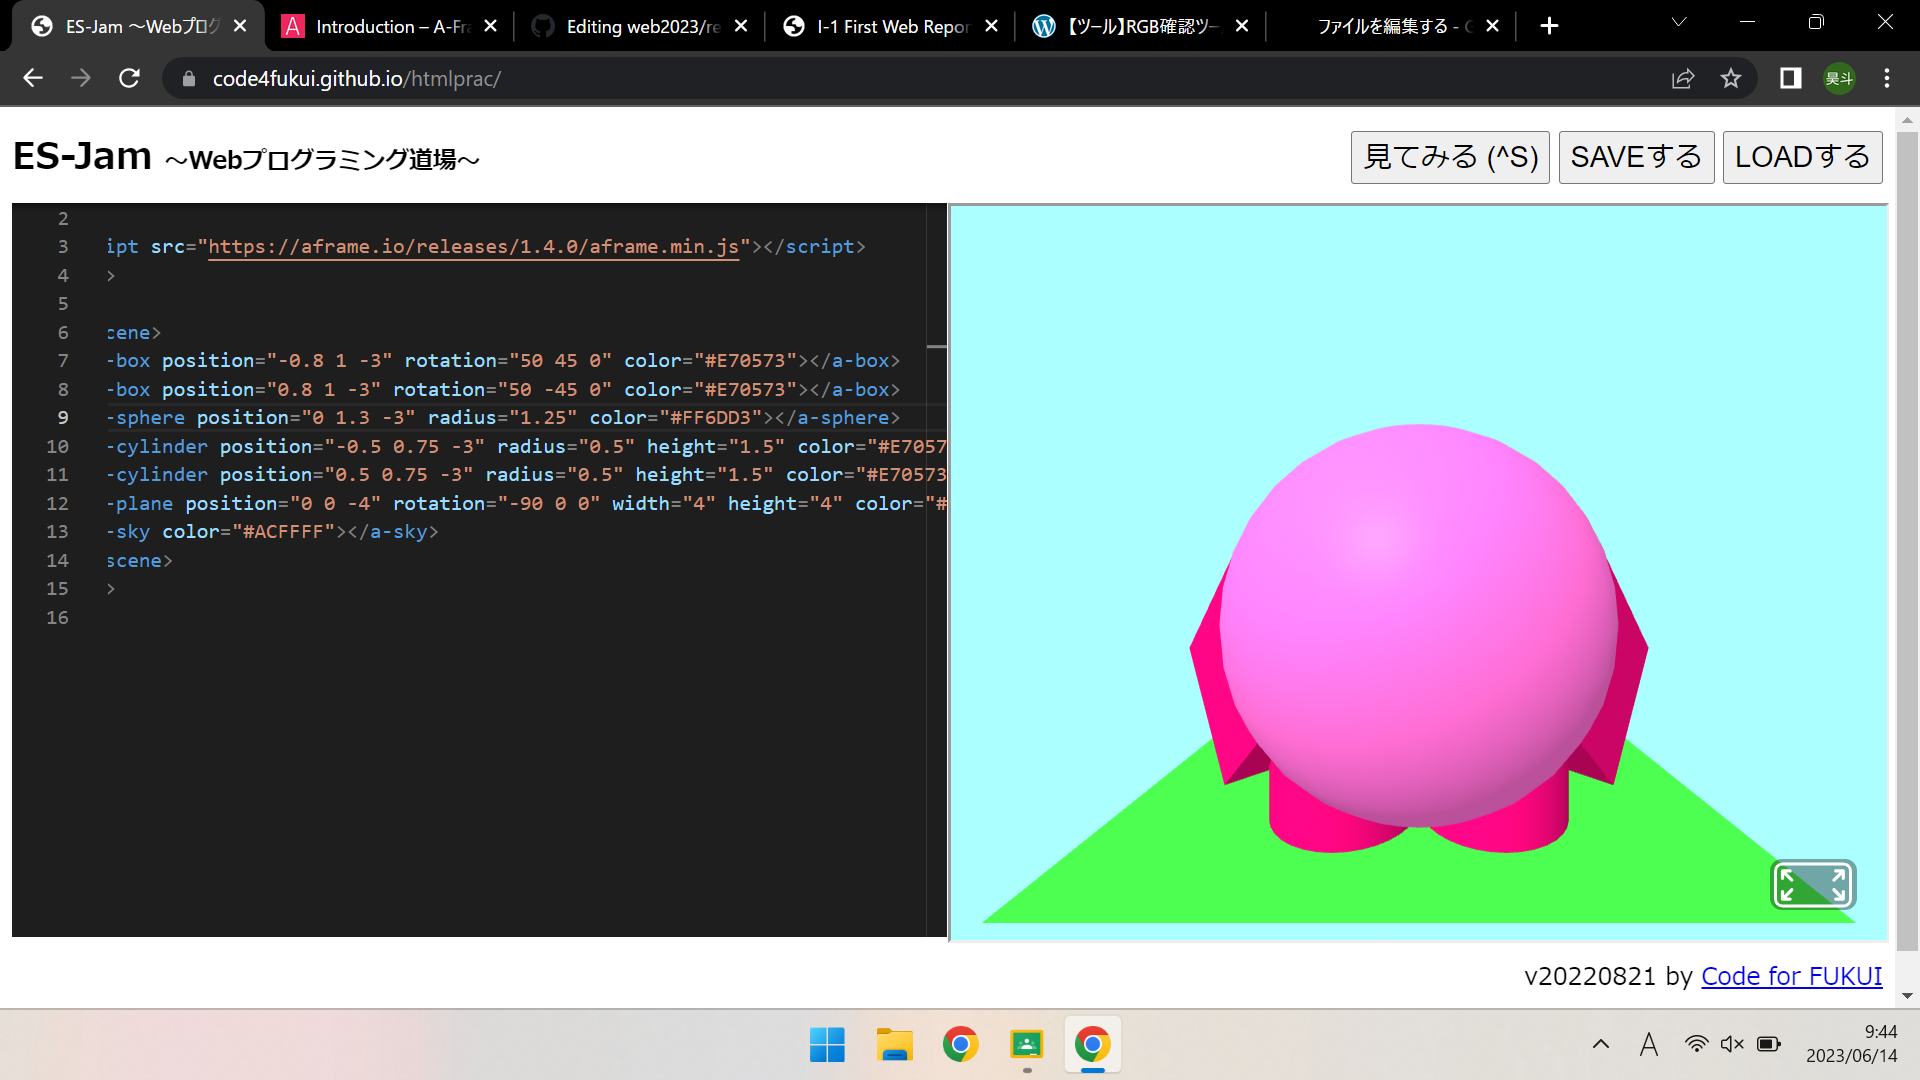 ES-Jam ～Webプログ
Introduction – A-Fra
Editing web2023/re
I-1 First Web Repor
【ツール】RGB確認ツー
ファイルを編集する - G
code4fukui.github.io/htmlprac/
昊斗
ES-Jam ～Webプログラミング道場～
見てみる (^S)
SAVEする
LOADする
2
3 ipt src="https://aframe.io/releases/1.4.0/aframe.min.js"></script>
4 >
5
6 cene>
7 -box position="-0.8 1 -3" rotation="50 45 0" color="#E70573"></a-box>
8 -box position="0.8 1 -3" rotation="50 -45 0" color="#E70573"></a-box>
9 -sphere position="0 1.3 -3" radius="1.25" color="#FF6DD3"></a-sphere>
10 -cylinder position="-0.5 0.75 -3" radius="0.5" height="1.5" color="#E7057
11 -cylinder position="0.5 0.75 -3" radius="0.5" height="1.5" color="#E70573
12 -plane position="0 0 -4" rotation="-90 0 0" width="4" height="4" color="#
13 -sky color="#ACFFFF"></a-sky>
14 scene>
15 >
16
v20220821 by Code for FUKUI
A
9:44
2023/06/14